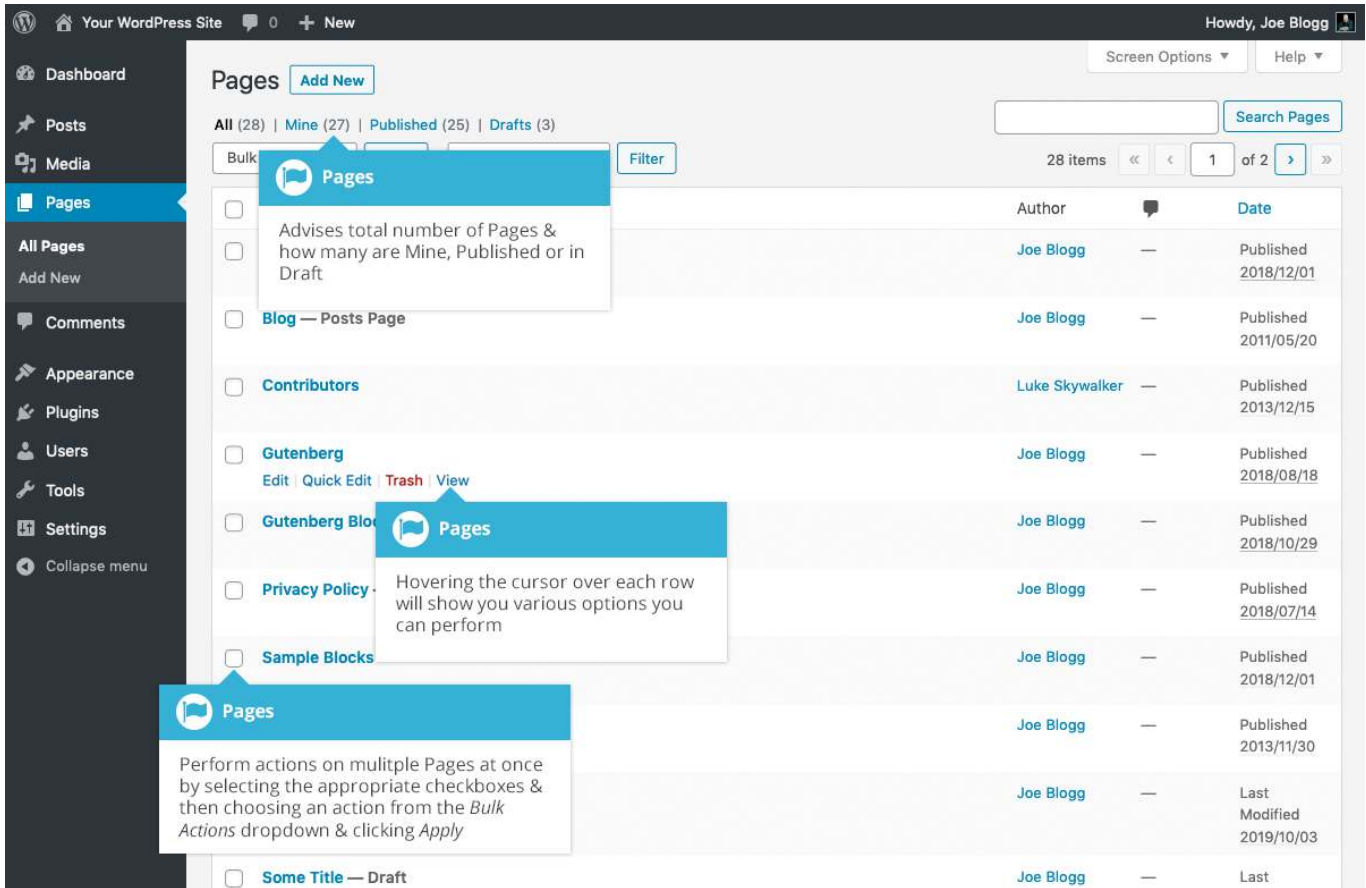 Your WordPress Site 0 + New Howdy, Joe Blogg
Screen Options ▼ Help ▼
Dashboard
Posts
Media
Pages
All Pages
Add New
Comments
Appearance
Plugins
Users
Tools
Settings
Collapse menu
Pages Add New
All (28) | Mine (27) | Published (25) | Drafts (3)
Search Pages
Bulk Filter 28 items « ‹ 1 of 2 › »
Pages
Advises total number of Pages &
how many are Mine, Published or in
Draft
Author Date
Joe Blogg — Published
2018/12/01
Blog — Posts Page Joe Blogg — Published
2011/05/20
Contributors Luke Skywalker — Published
2013/12/15
Gutenberg Joe Blogg — Published
2018/08/18
Edit | Quick Edit | Trash | View
Pages
Hovering the cursor over each row
will show you various options you
can perform
Gutenberg Joe Blogg — Published
2018/10/29
Privacy Policy Joe Blogg — Published
2018/07/14
Sample Blocks Joe Blogg — Published
2018/12/01
Pages
Perform actions on mulitple Pages at once
by selecting the appropriate checkboxes &
then choosing an action from the Bulk
Actions dropdown & clicking Apply
Joe Blogg — Published
2013/11/30
Joe Blogg — Last
Modified
2019/10/03
Some Title — Draft Joe Blogg — Last